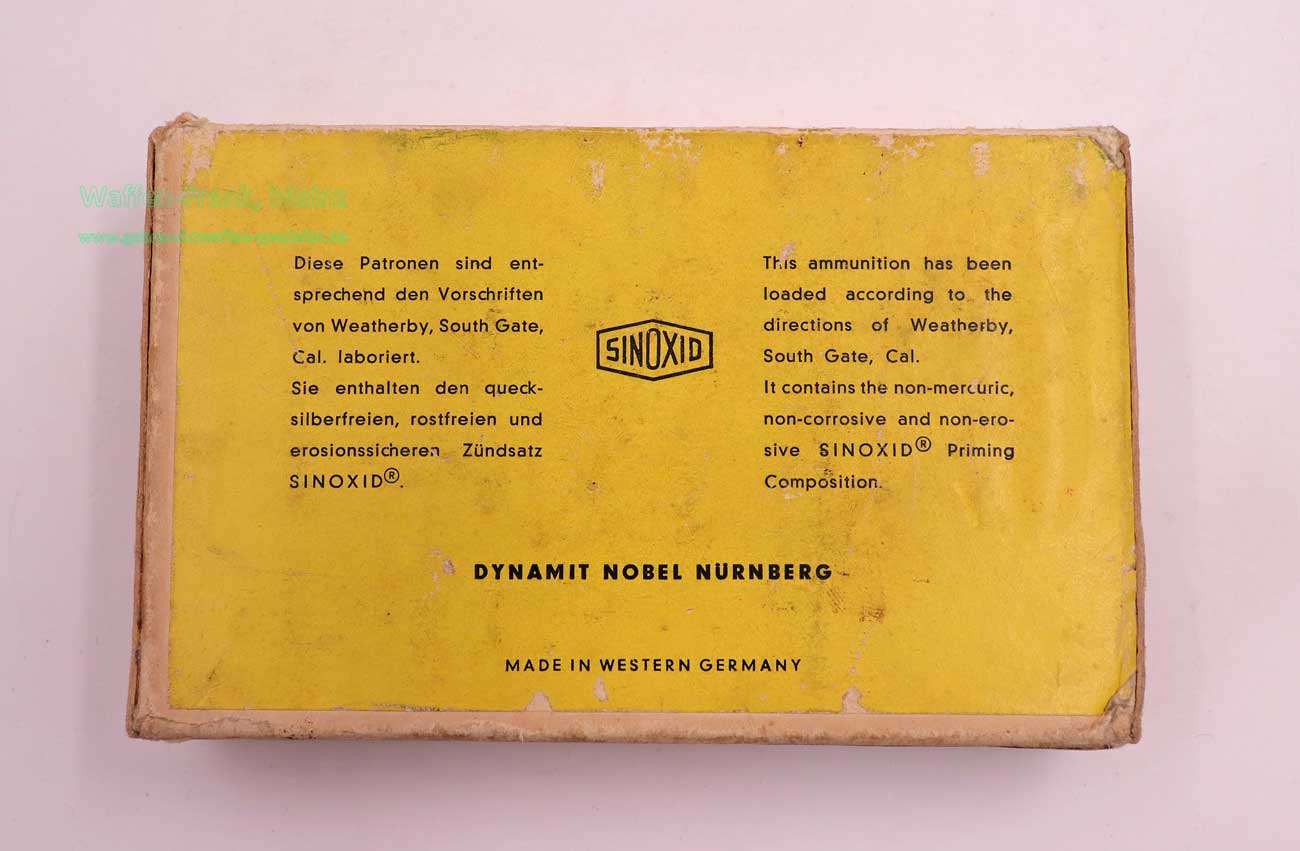 Waffen-Frank, Mainz
Diese Patronen sind ent-
sprechend den Vorschriften
von Weatherby, South Gate,
Cal. laboriert.
Sie enthalten den queck-
silberfreien, rostfreien und
erosionssicheren Zündsatz
SINOXID®.
SINOXID
This ammunition has been
loaded according to the
directions of Weatherby,
South Gate, Cal.
It contains the non-mercuric,
non-corrosive and non-ero-
sive SINOXID® Priming
Composition.
DYNAMIT NOBEL NÜRNBERG
MADE IN WESTERN GERMANY